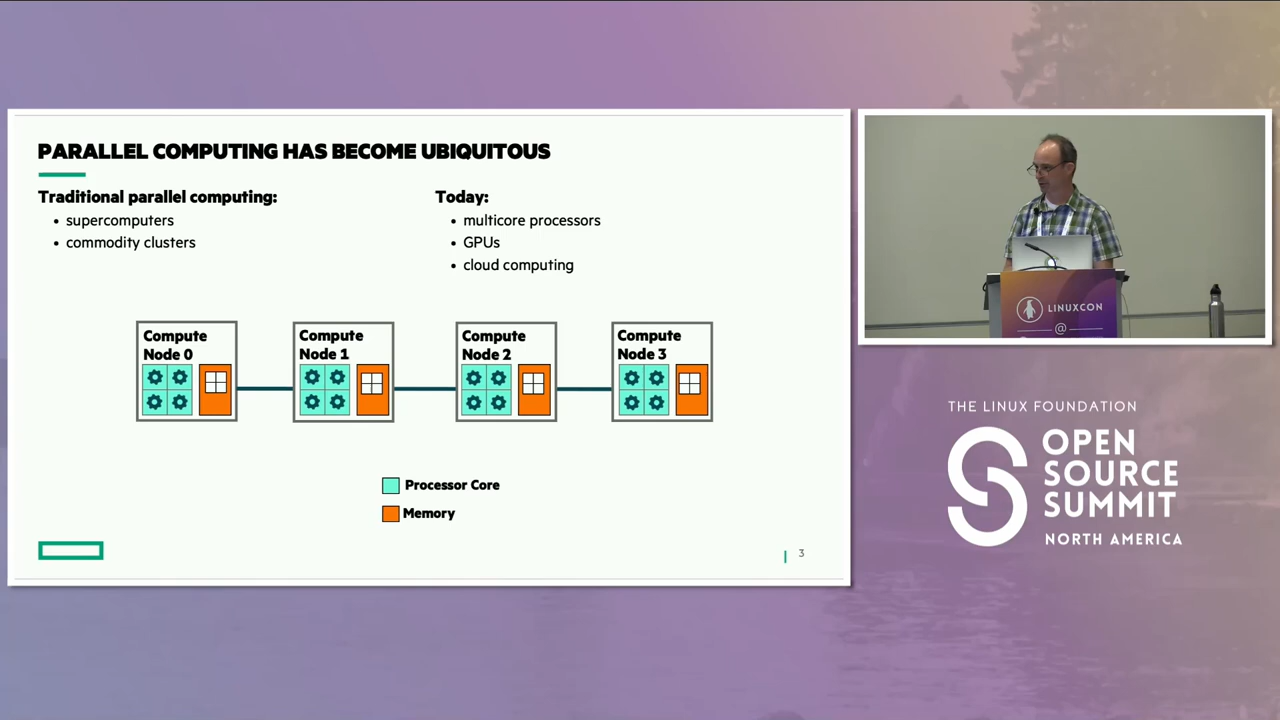 PARALLEL COMPUTING HAS BECOME UBIQUITOUS
Traditional parallel computing:
• supercomputers
• commodity clusters
Today:
• multicore processors
• GPUs
• cloud computing
Compute
Node 0
Compute
Node 1
Compute
Node 2
Compute
Node 3
Processor Core
Memory
3
LINUXCON
@
THE LINUX FOUNDATION
OPEN
SOURCE
SUMMIT
NORTH AMERICA